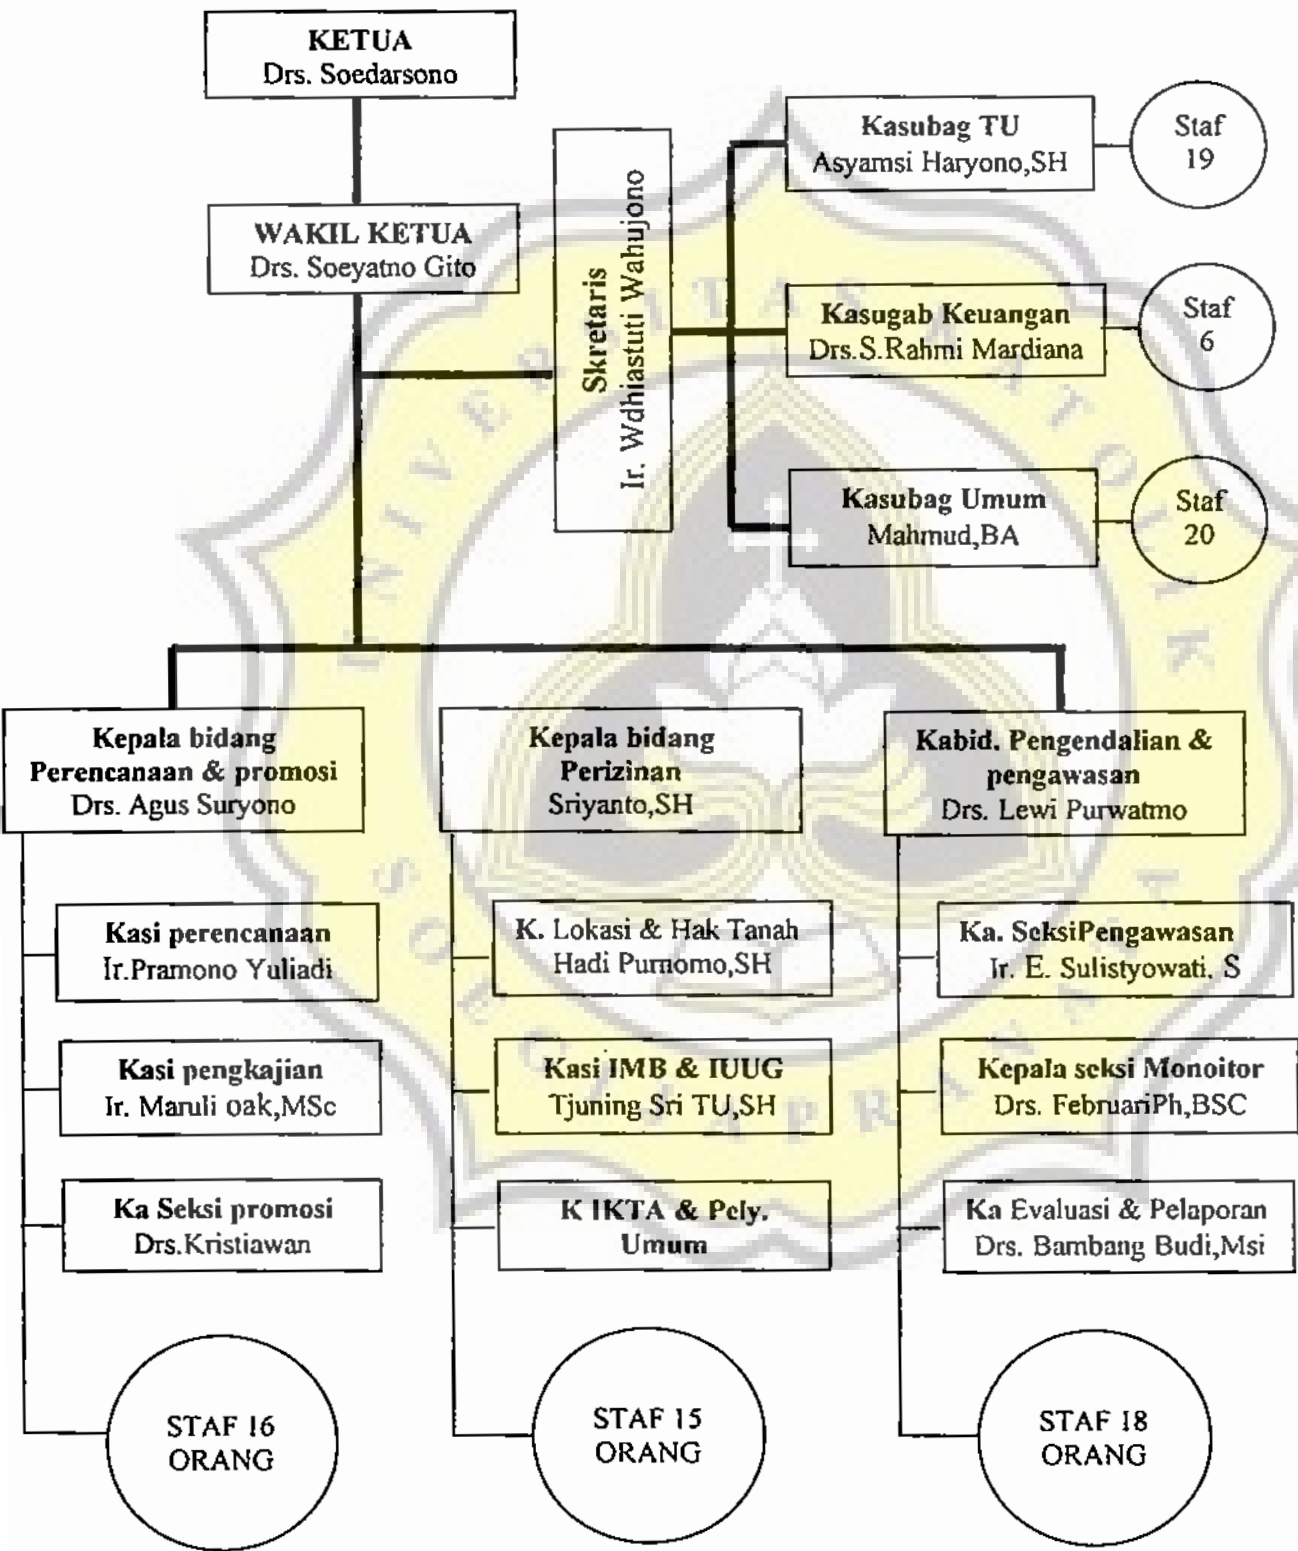 KETUA
Drs. Soedarsono
WAKIL KETUA
Drs. Soeyatno Gito
Skretaris
Ir. Wdhiastuti Wahujono
Kasubag TU
Asyamsi Haryono,SH
Staf
19
Kasugab Keuangan
Drs.S.Rahmi Mardiana
Staf
6
Kasubag Umum
Mahmud,BA
Staf
20
Kepala bidang
Perencanaan & promosi
Drs. Agus Suryono
Kepala bidang
Perizinan
Sriyanto,SH
Kabid. Pengendalian &
pengawasan
Drs. Lewi Purwatmo
Kasi perencanaan
Ir.Pramono Yuliadi
Kasi pengkajian
Ir. Maruli oak,MSc
Ka Seksi promosi
Drs.Kristiawan
STAF 16
ORANG
K. Lokasi & Hak Tanah
Hadi Purnomo,SH
Kasi IMB & IUUG
Tjuning Sri TU,SH
K IKTA & Pely.
Umum
STAF 15
ORANG
Ka. SeksiPengawasan
Ir. E. Sulistyowati. S
Kepala seksi Monoitor
Drs. FebruariPh,BSC
Ka Evaluasi & Pelaporan
Drs. Bambang Budi,Msi
STAF 18
ORANG
UNIVERSITAS KATOLIK
SOEGIJAPRANATA